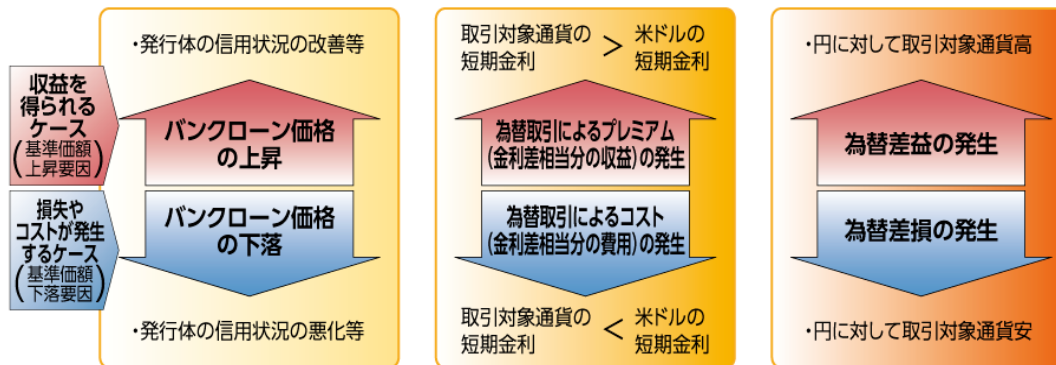 ・発行体の信用状況の改善等
取引対象通貨の
短期金利
>
米ドルの
短期金利
・円に対して取引対象通貨高
収益を
得られる
ケース
(基準価額
上昇要因)
バンクローン価格
の上昇
為替取引によるプレミアム
(金利差相当分の収益)の発生
為替差益の発生
損失や
コストが発生
するケース
(基準価額
下落要因)
バンクローン価格
の下落
為替取引によるコスト
(金利差相当分の費用)の発生
為替差損の発生
・発行体の信用状況の悪化等
取引対象通貨の
短期金利
<
米ドルの
短期金利
・円に対して取引対象通貨安